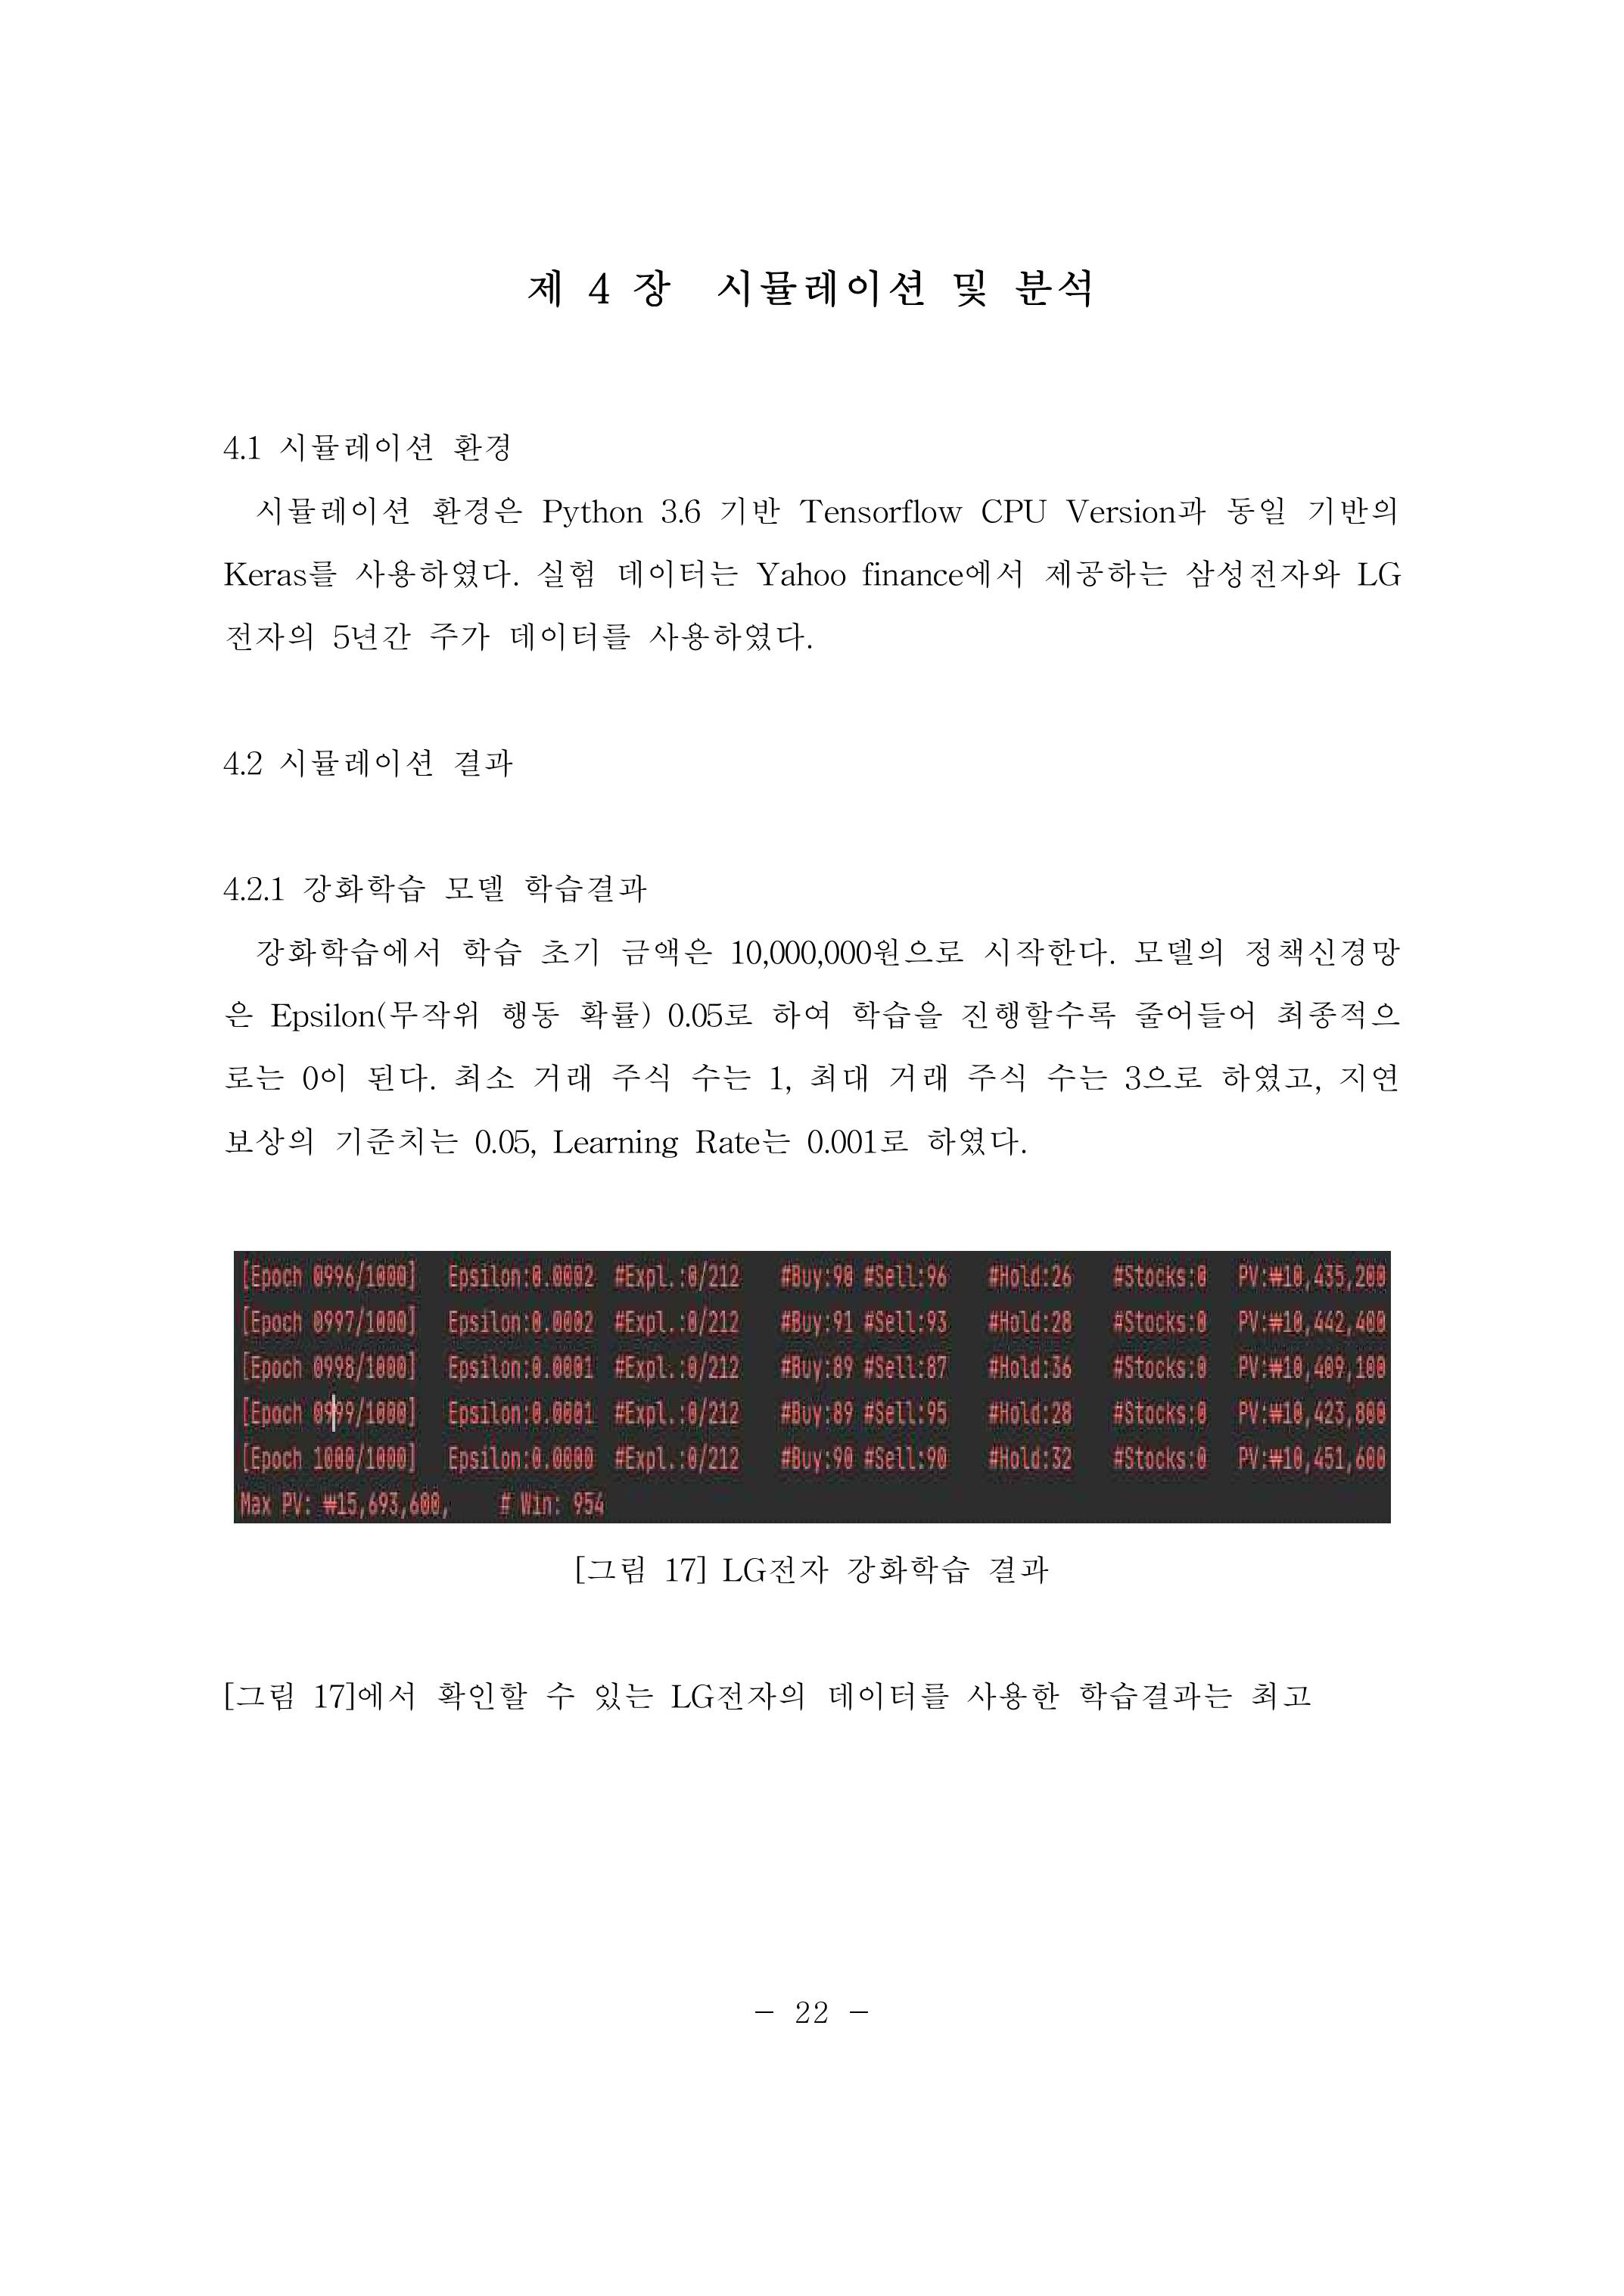 제 4 장 시뮬레이션 및 분석
4.1 시뮬레이션 환경
시뮬레이션 환경은 Python 3.6 기반 Tensorflow CPU Version과 동일 기반의
Keras를 사용하였다. 실험 데이터는 Yahoo finance에서 제공하는 삼성전자와 LG
전자의 5년간 주가 데이터를 사용하였다.
4.2 시뮬레이션 결과
4.2.1 강화학습 모델 학습결과
강화학습에서 학습 초기 금액은 10,000,000원으로 시작한다. 모델의 정책신경망
은 Epsilon(무작위 행동 확률) 0.05로 하여 학습을 진행할수록 줄어들어 최종적으
로는 0이 된다. 최소 거래 주식 수는 1, 최대 거래 주식 수는 3으로 하였고, 지연
보상의 기준치는 0.05, Learning Rate는 0.001로 하였다.
[Epoch 0996/1000] Epsilon:0.0002 #Expl.:0/212 #Buy:90 #Sell:96 #Hold:26 #Stocks:0 PV:₩10,435,200
[Epoch 0997/1000] Epsilon:0.0002 #Expl.:0/212 #Buy:91 #Sell:93 #Hold:28 #Stocks:0 PV:₩10,442,400
[Epoch 0998/1000] Epsilon:0.0001 #Expl.:0/212 #Buy:89 #Sell:87 #Hold:36 #Stocks:0 PV:₩10,409,100
[Epoch 0999/1000] Epsilon:0.0001 #Expl.:0/212 #Buy:89 #Sell:95 #Hold:28 #Stocks:0 PV:₩10,423,800
[Epoch 1000/1000] Epsilon:0.0000 #Expl.:0/212 #Buy:90 #Sell:90 #Hold:32 #Stocks:0 PV:₩10,451,600
Max PV: ₩15,693,600, # Win: 954
[그림 17] LG전자 강화학습 결과
[그림 17]에서 확인할 수 있는 LG전자의 데이터를 사용한 학습결과는 최고
- 22 -